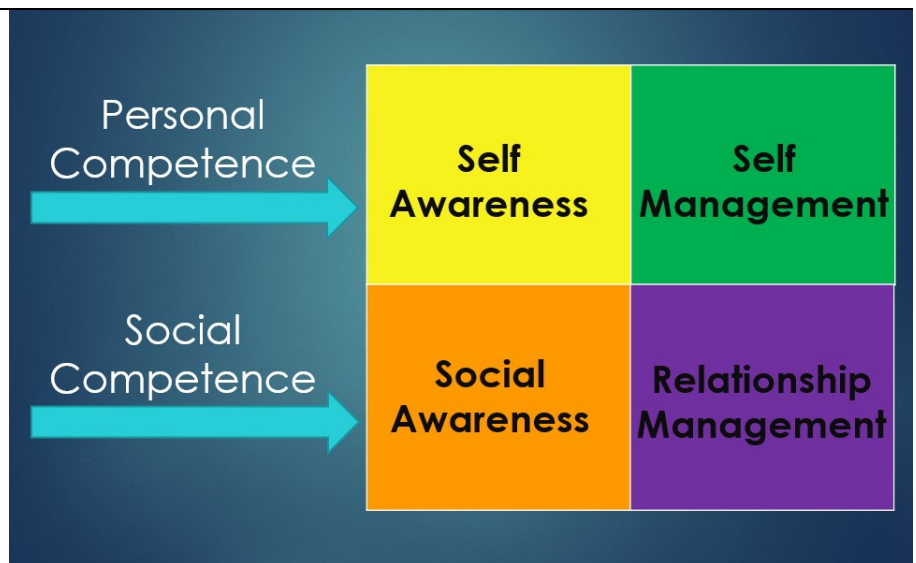 Personal
Competence
Self
Awareness
Self
Management
Social
Competence
Social
Awareness
Relationship
Management